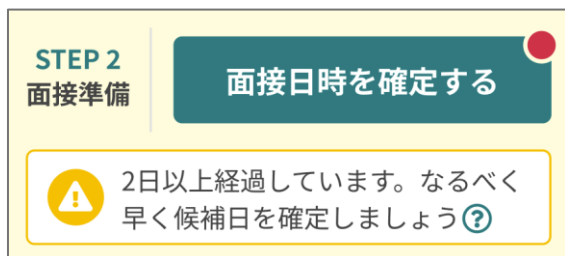 STEP 2
面接準備
面接日時を確定する
2日以上経過しています。なるべく
早く候補日を確定しましょう?